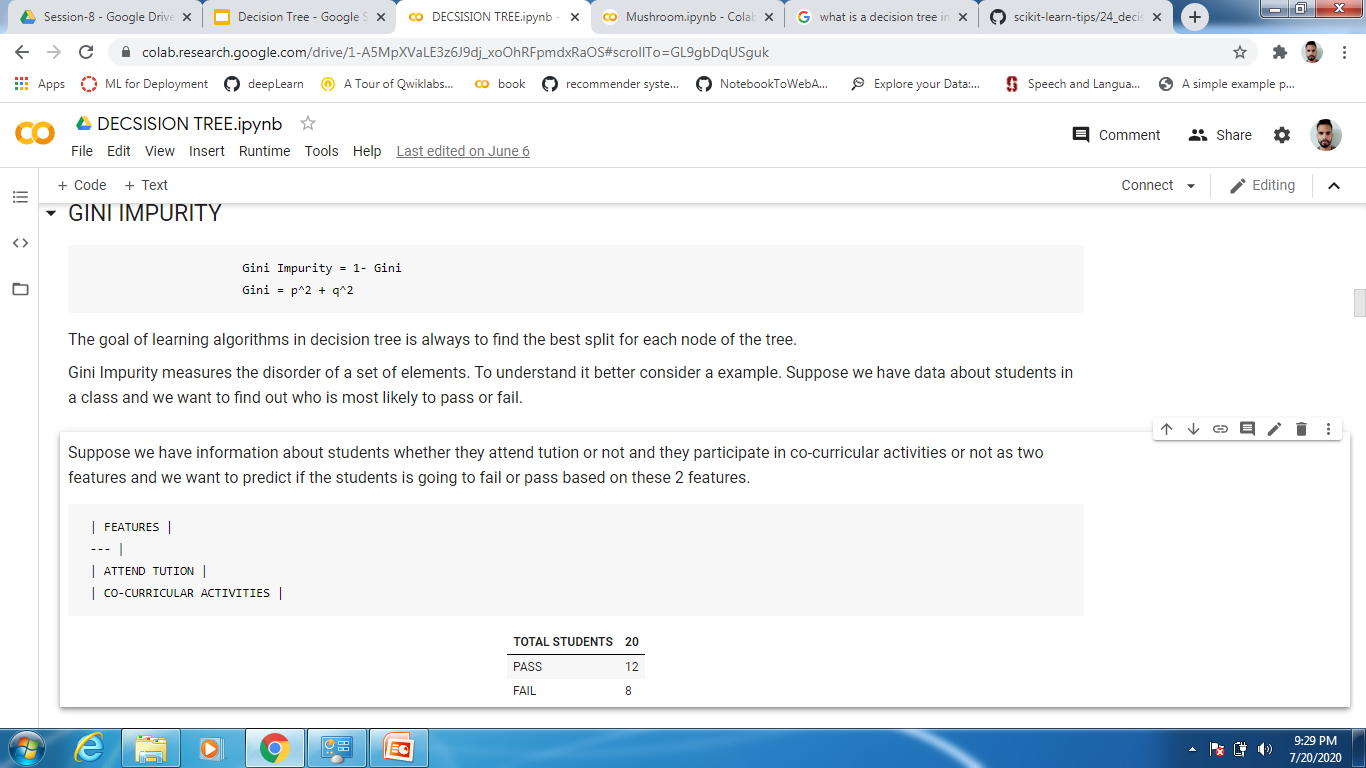 Session-8 - Google Drive
Decision Tree - Google S
DECSISION TREE.ipynb -
Mushroom.ipynb - Colab
what is a decision tree in
scikit-learn-tips/24_decis
colab.research.google.com/drive/1-A5MpXVaLE3z6J9dj_xoOhRFpmdxRaOS#scrollTo=GL9gbDqUSguk
Apps ML for Deployment deepLearn A Tour of Qwiklabs... book recommender syste... NotebookToWebA... Explore your Data:... Speech and Langua... A simple example p...
DECSISION TREE.ipynb
Comment Share
File Edit View Insert Runtime Tools Help Last edited on June 6
+ Code + Text Connect Editing
GINI IMPURITY
Gini Impurity = 1- Gini
Gini = p^2 + q^2
The goal of learning algorithms in decision tree is always to find the best split for each node of the tree.
Gini Impurity measures the disorder of a set of elements. To understand it better consider a example. Suppose we have data about students in
a class and we want to find out who is most likely to pass or fail.
Suppose we have information about students whether they attend tution or not and they participate in co-curricular activities or not as two
features and we want to predict if the students is going to fail or pass based on these 2 features.
| FEATURES |
--- |
| ATTEND TUTION |
| CO-CURRICULAR ACTIVITIES |
TOTAL STUDENTS 20
PASS 12
FAIL 8
9:29 PM
7/20/2020